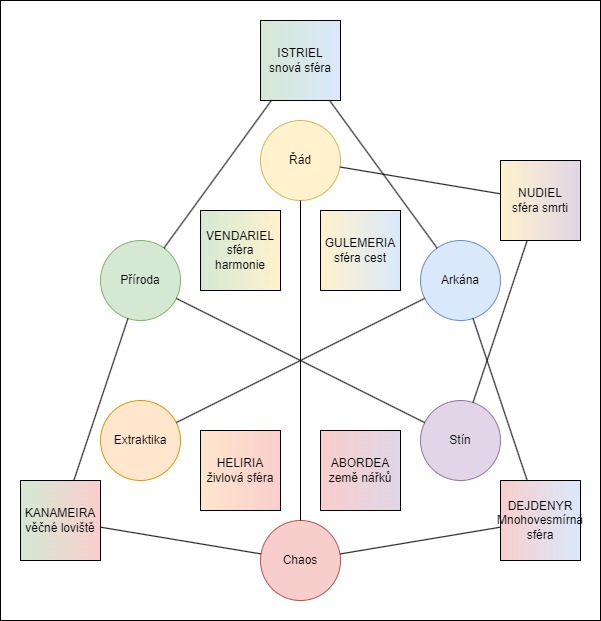 ISTRIEL
snová sféra
Řád
NUDIEL
sféra smrti
VENDARIEL
sféra
harmonie
GULEMERIA
sféra cest
Příroda
Arkána
Extraktika
Stín
HELIRIA
živlová sféra
ABORDEA
země nářků
KANAMEIRA
věčné loviště
DEJDENYR
Mnohovesmírná
sféra
Chaos